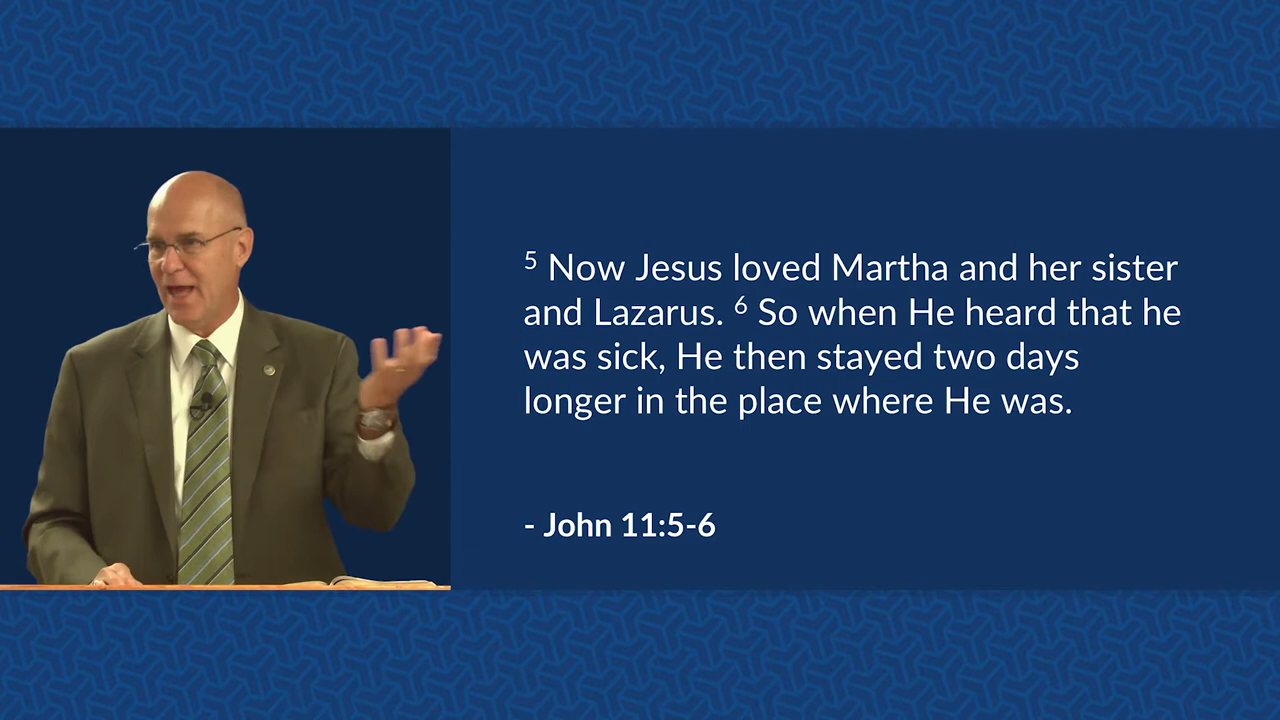 5 Now Jesus loved Martha and her sister
and Lazarus. 6 So when He heard that he
was sick, He then stayed two days
longer in the place where He was.
- John 11:5-6